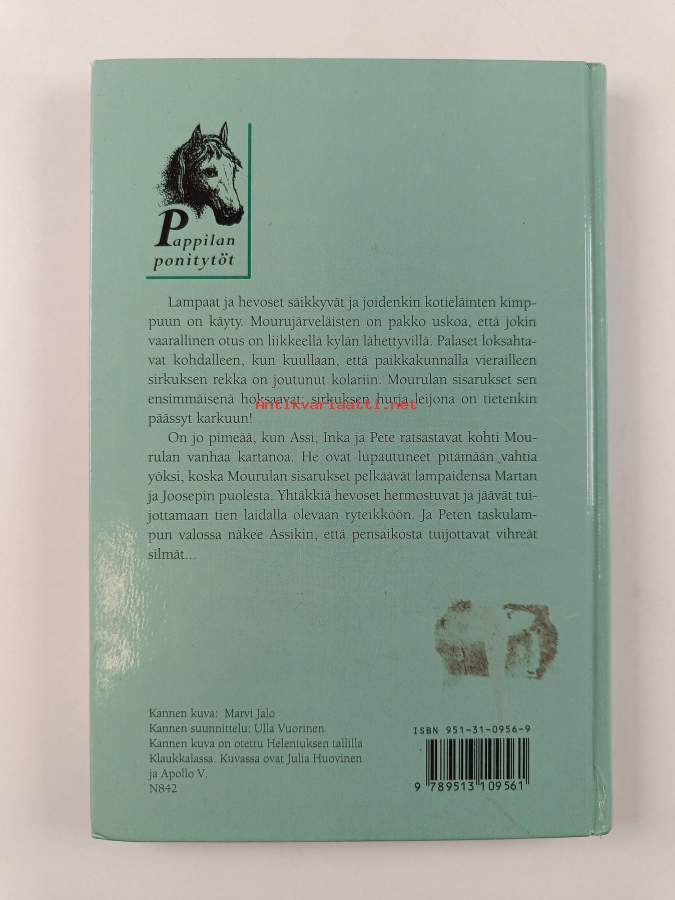 Pappilan
ponitytöt
Lampaat ja hevoset säikkyvät ja joidenkin kotieläinten kimp-
puun on käyty. Mourujärveläisten on pakko uskoa, että jokin
vaarallinen otus on liikkeellä kylän lähettyvillä. Palaset loksahta-
vat kohdalleen, kun kuullaan, että paikkakunnalla vierailleen
sirkuksen rekka on joutunut kolariin. Mourulan sisarukset sen
ensimmäisenä hoksaavat: sirkuksen hurja leijona on tietenkin
Antikvariaatti.net
päässyt karkuun!
On jo pimeää, kun Assi, Inka ja Pete ratsastavat kohti Mou-
rulan vanhaa kartanoa. He ovat lupautuneet pitämään vahtia
yöksi, koska Mourulan sisarukset pelkäävät lampaidensa Martan
ja Joosepin puolesta. Yhtäkkiä hevoset hermostuvat ja jäävät tui-
jottamaan tien laidalla olevaan ryteikköön. Ja Peten taskulam-
pun valossa näkee Assikin, että pensaikosta tuijottavat vihreät
silmät...
Kannen kuva: Marvi Jalo
Kannen suunnittelu: Ulla Vuorinen
Kannen kuva on otettu Heleniuksen tallilla
Klaukkalassa. Kuvassa ovat Julia Huovinen
ja Apollo V.
N842
ISBN 951-31-0956-9
9 789513 109561